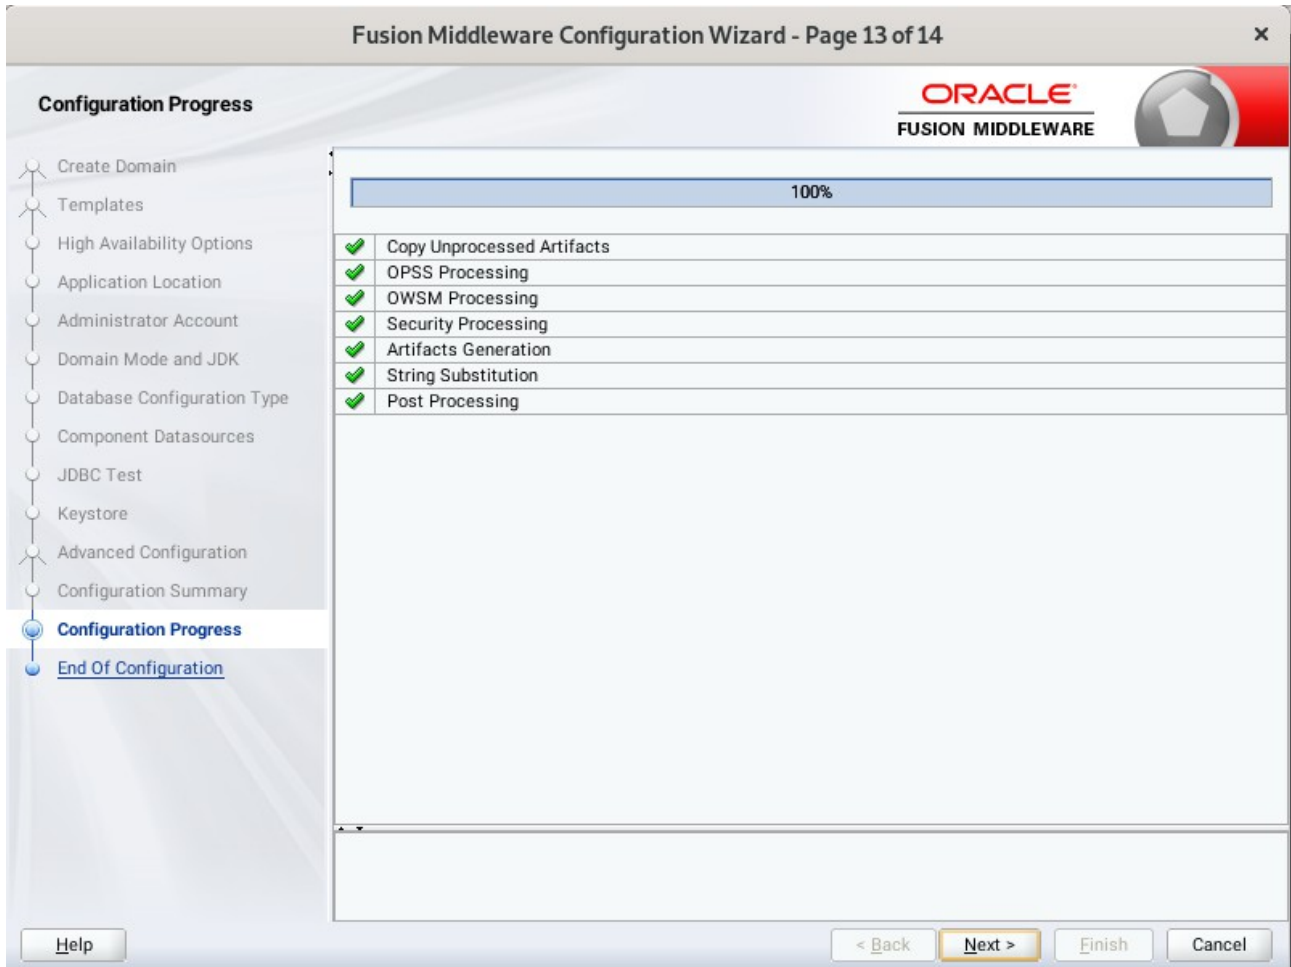 Fusion Middleware Configuration Wizard - Page 13 of 14
Configuration Progress
ORACLE
FUSION MIDDLEWARE
Create Domain
Templates
High Availability Options
Application Location
Administrator Account
Domain Mode and JDK
Database Configuration Type
Component Datasources
JDBC Test
Keystore
Advanced Configuration
Configuration Summary
Configuration Progress
End Of Configuration
100%
Copy Unprocessed Artifacts
OPSS Processing
OWSM Processing
Security Processing
Artifacts Generation
String Substitution
Post Processing
Help
< Back
Next >
Finish
Cancel